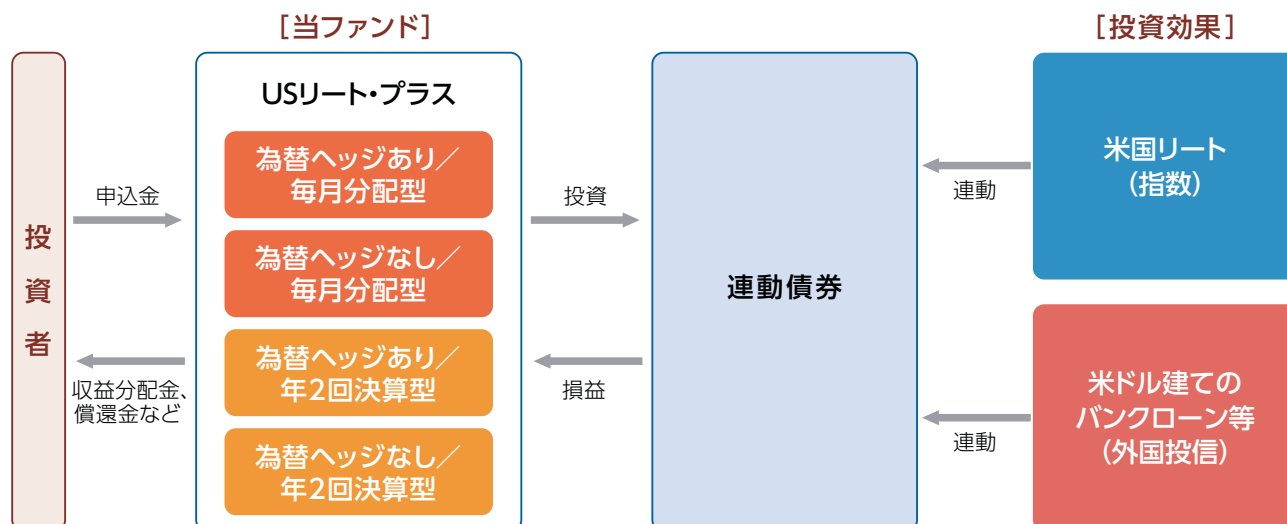 ［当ファンド］
［投資効果］
投資者
申込金
収益分配金、
償還金など
USリート・プラス
為替ヘッジあり／
毎月分配型
為替ヘッジなし／
毎月分配型
為替ヘッジあり／
年2回決算型
為替ヘッジなし／
年2回決算型
投資
損益
連動債券
連動
連動
米国リート
（指数）
米ドル建ての
バンクローン等
（外国投信）